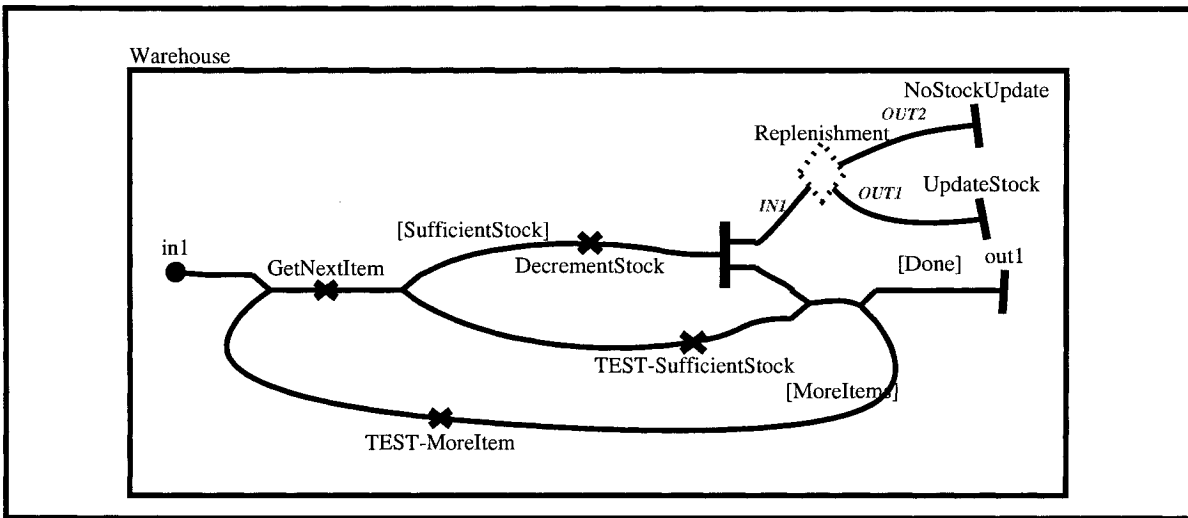 Warehouse
NoStockUpdate
OUT2
Replenishment
UpdateStock
OUT1
IN1
[SufficientStock]
in1
DecrementStock
GetNextItem
[Done]
out1
TEST-SufficientStock
[MoreItems]
TEST-MoreItem